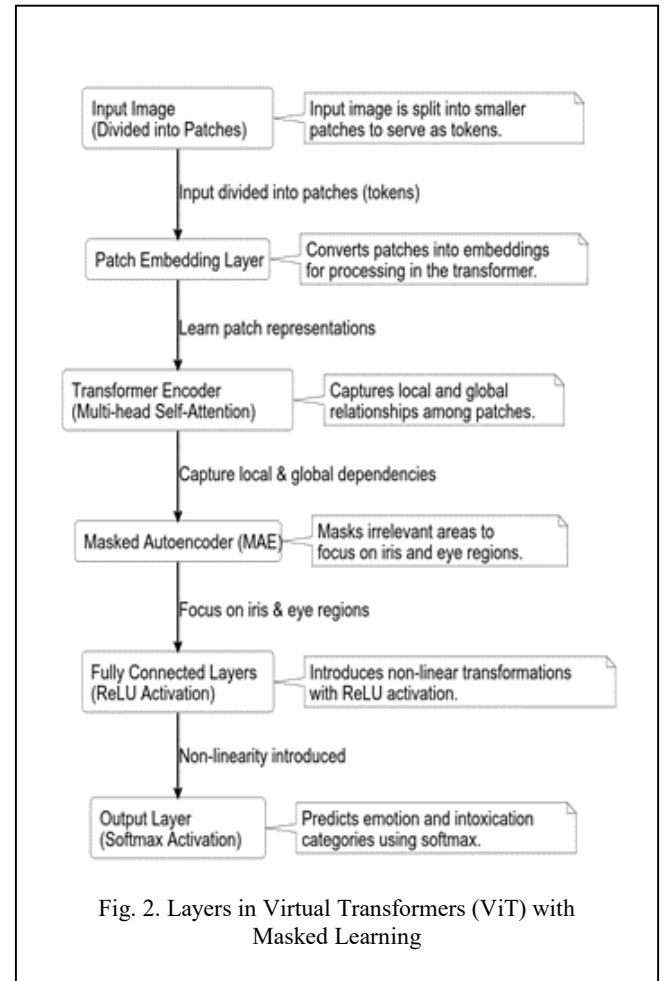 Input Image
(Divided into Patches)
Input image is split into smaller
patches to serve as tokens.
Input divided into patches (tokens)
Patch Embedding Layer
Converts patches into embeddings
for processing in the transformer.
Learn patch representations
Transformer Encoder
(Multi-head Self-Attention)
Captures local and global
relationships among patches.
Capture local & global dependencies
Masked Autoencoder (MAE)
Masks irrelevant areas to
focus on iris and eye regions.
Focus on iris & eye regions
Fully Connected Layers
(ReLU Activation)
Introduces non-linear transformations
with ReLU activation.
Non-linearity introduced
Output Layer
(Softmax Activation)
Predicts emotion and intoxication
categories using softmax.
Fig. 2. Layers in Virtual Transformers (ViT) with
Masked Learning